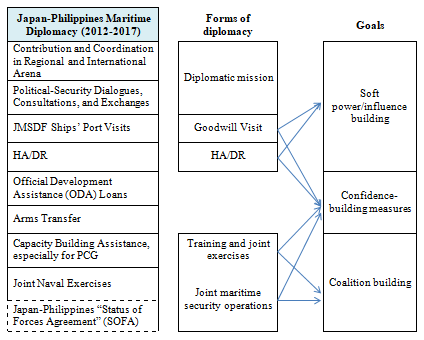 Japan-Philippines Maritime
Diplomacy (2012-2017)
Contribution and Coordination
in Regional and International
Arena
Political-Security Dialogues,
Consultations, and Exchanges
JMSDF Ships' Port Visits
HA/DR
Official Development
Assistance (ODA) Loans
Arms Transfer
Capacity Building Assistance,
especially for PCG
Joint Naval Exercises
Japan-Philippines "Status of
Forces Agreement" (SOFA)
Forms of
diplomacy
Diplomatic mission
Goodwill Visit
HA/DR
Training and joint
exercises
Joint maritime
security operations
Goals
Soft
power/influence
building
Confidence-
building measures
Coalition building